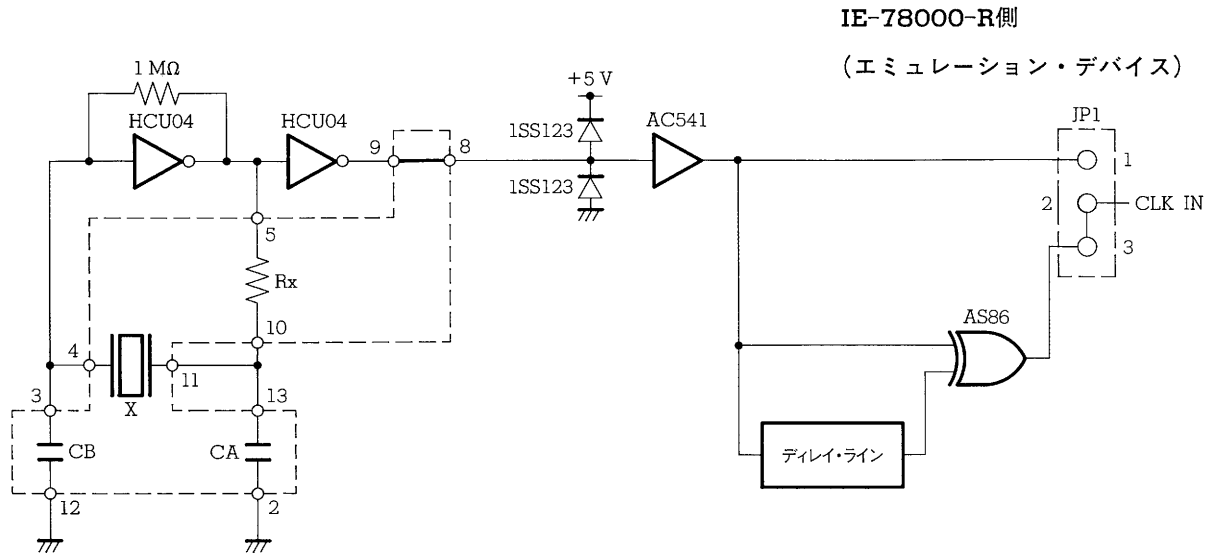 IE-78000-R側
(エミュレーション・デバイス)
1 MΩ
HCU04
HCU04
+5 V
1SS123
1SS123
AC541
JP1
9
8
1
2
CLK IN
3
5
Rx
10
4
11
X
3
13
CB
CA
12
2
AS86
ディレイ・ライン